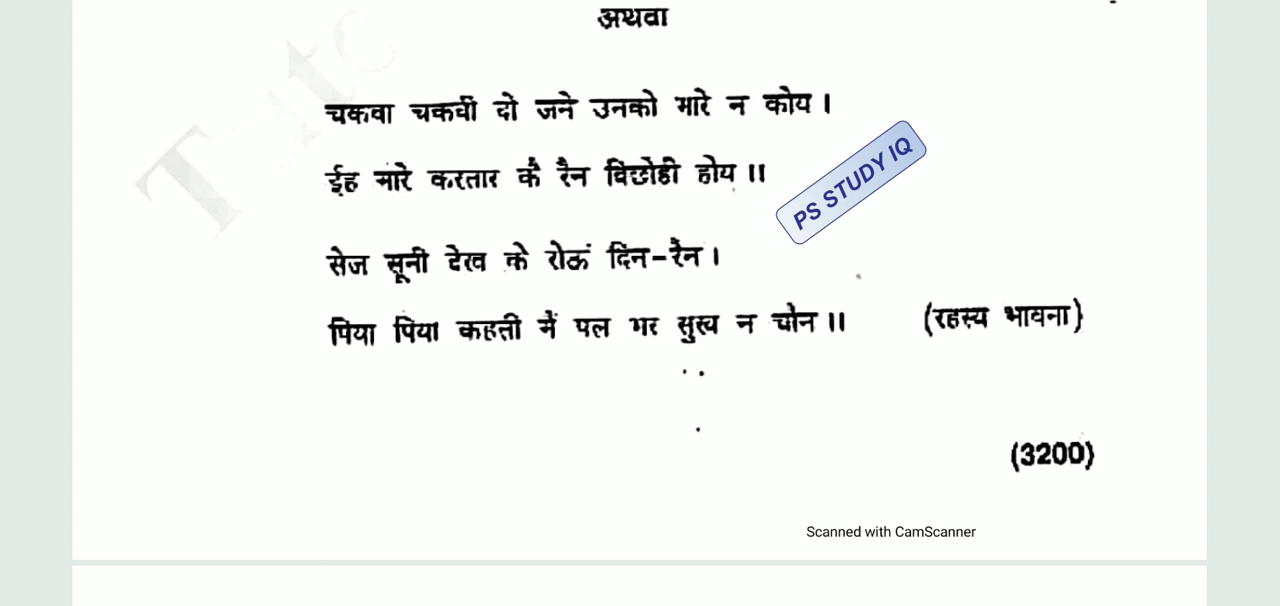 अथवा
चकवा चकवी दो जने उनको मारे न कोय ।
ईह मारे करतार कै रैन विछोही होय ॥
PS STUDY IQ
सेज सूनी देख के रोऊं दिन-रैन ।
पिया पिया कहती मैं पल भर सुख न चैन ॥ (रहस्य भावना)
(3200)
Scanned with CamScanner